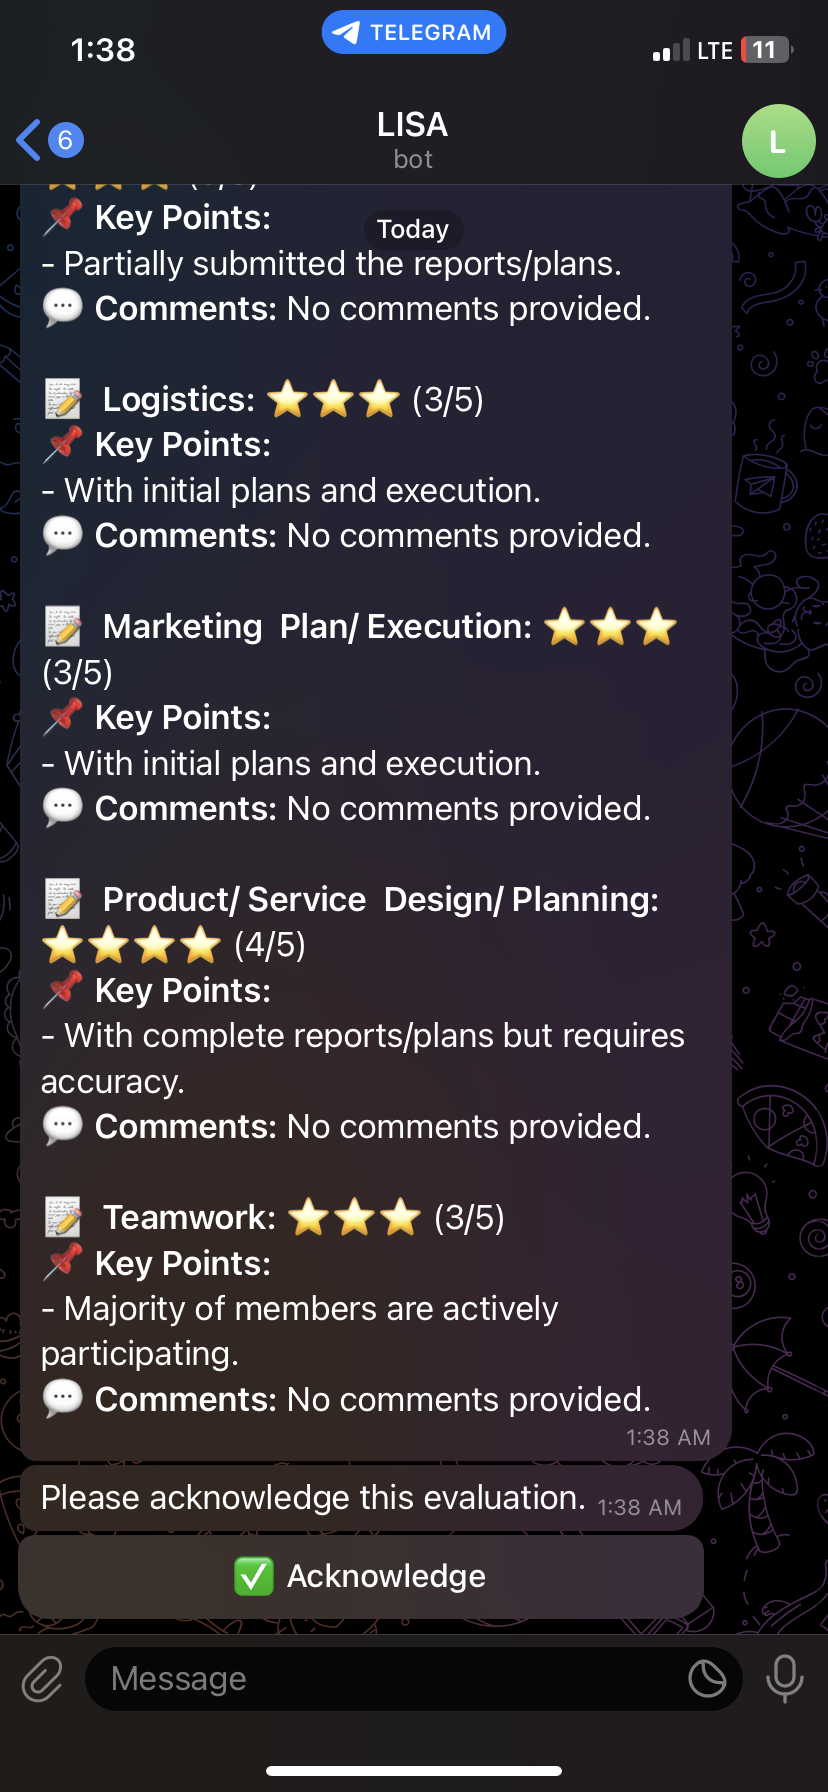 1:38
TELEGRAM
LTE 11
6
LISA
bot
L
📌 Key Points:
Today
- Partially submitted the reports/plans.
💬 Comments: No comments provided.
📝 Logistics: ⭐⭐⭐ (3/5)
📌 Key Points:
- With initial plans and execution.
💬 Comments: No comments provided.
📝 Marketing Plan/ Execution: ⭐⭐⭐
(3/5)
📌 Key Points:
- With initial plans and execution.
💬 Comments: No comments provided.
📝 Product/ Service Design/ Planning:
⭐⭐⭐⭐ (4/5)
📌 Key Points:
- With complete reports/plans but requires
accuracy.
💬 Comments: No comments provided.
📝 Teamwork: ⭐⭐⭐ (3/5)
📌 Key Points:
- Majority of members are actively
participating.
💬 Comments: No comments provided.
1:38 AM
Please acknowledge this evaluation. 1:38 AM
✅ Acknowledge
Message